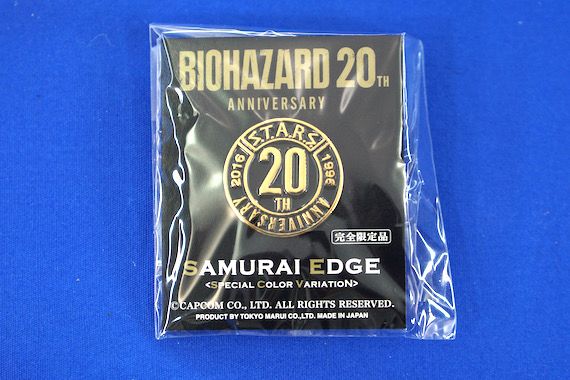 BIOHAZARD 20TH
ANNIVERSARY
S.T.A.R.S
2016
20
TH
1996
ANNIVERSARY
完全限定品
SAMURAI EDGE
<SPECIAL COLOR VARIATION>
©CAPCOM CO., LTD. ALL RIGHTS RESERVED.
PRODUCT BY TOKYO MARUI CO.,LTD. MADE IN JAPAN